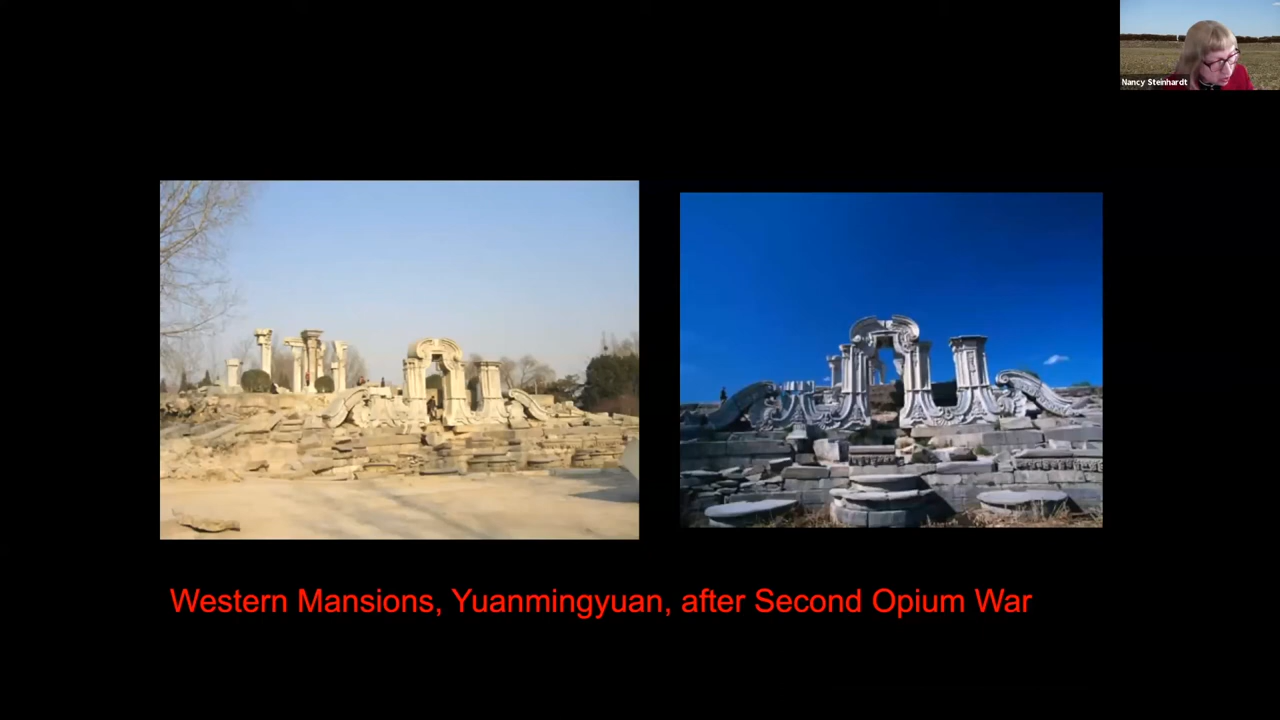 Nancy Steinhardt
Western Mansions, Yuanmingyuan, after Second Opium War